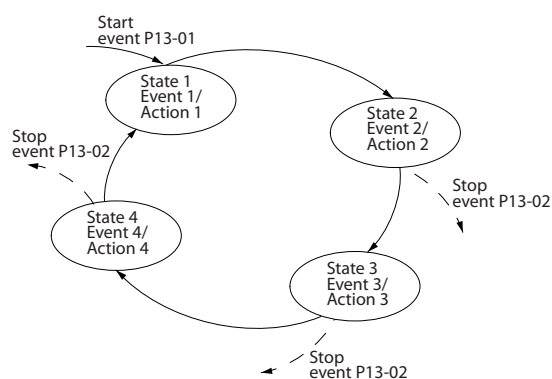 Start
event P13-01
State 1
Event 1/
Action 1
State 2
Event 2/
Action 2
Stop
event P13-02
Stop
event P13-02
State 4
Event 4/
Action 4
State 3
Event 3/
Action 3
Stop
event P13-02